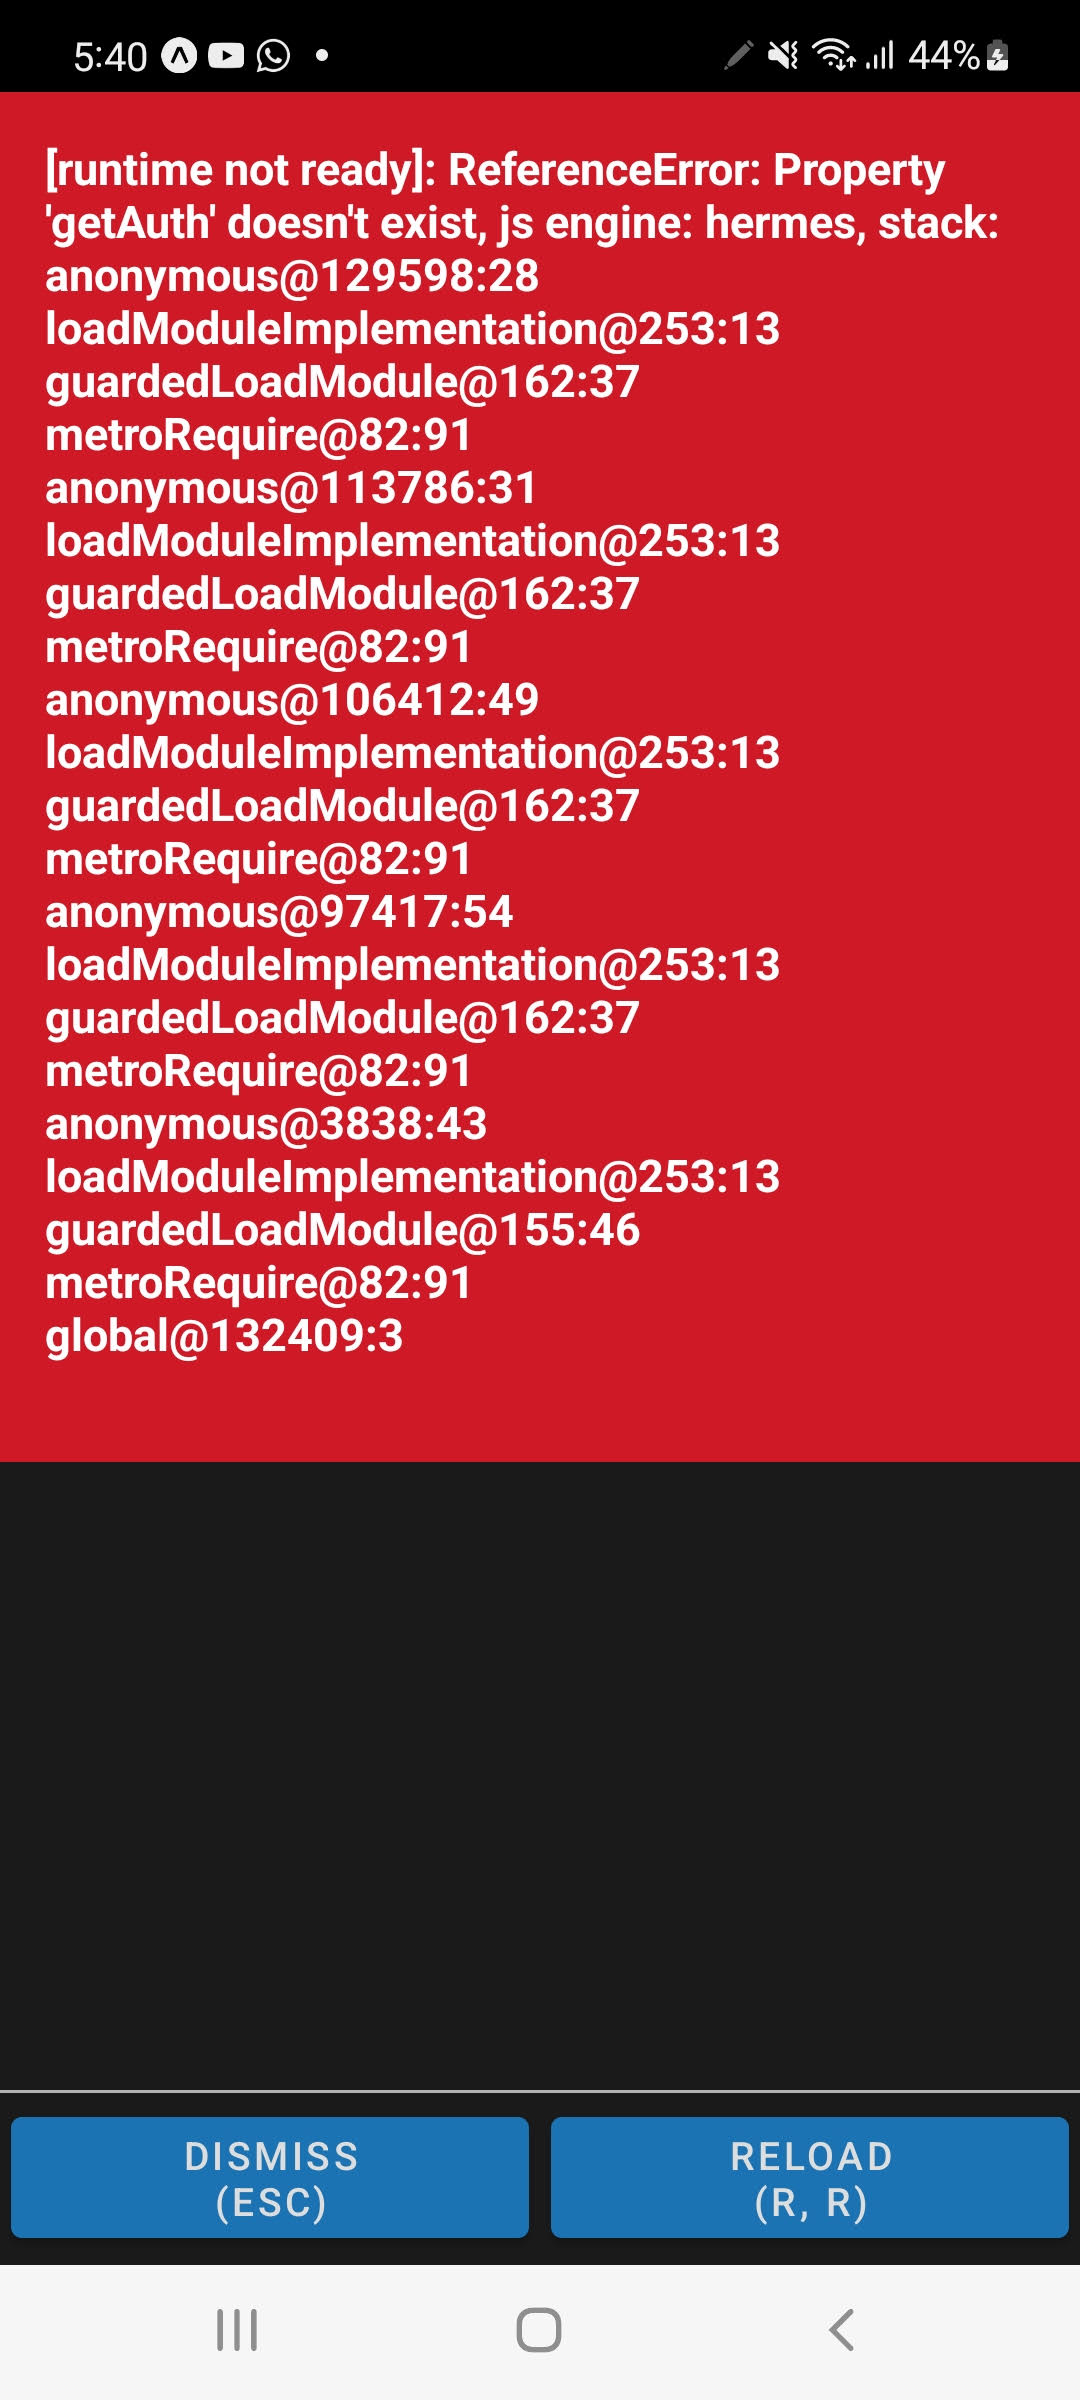 5:40
44%
[runtime not ready]: ReferenceError: Property
'getAuth' doesn't exist, js engine: hermes, stack:
anonymous@129598:28
loadModuleImplementation@253:13
guardedLoadModule@162:37
metroRequire@82:91
anonymous@113786:31
loadModuleImplementation@253:13
guardedLoadModule@162:37
metroRequire@82:91
anonymous@106412:49
loadModuleImplementation@253:13
guardedLoadModule@162:37
metroRequire@82:91
anonymous@97417:54
loadModuleImplementation@253:13
guardedLoadModule@162:37
metroRequire@82:91
anonymous@3838:43
loadModuleImplementation@253:13
guardedLoadModule@155:46
metroRequire@82:91
global@132409:3
DISMISS
(ESC)
RELOAD
(R, R)